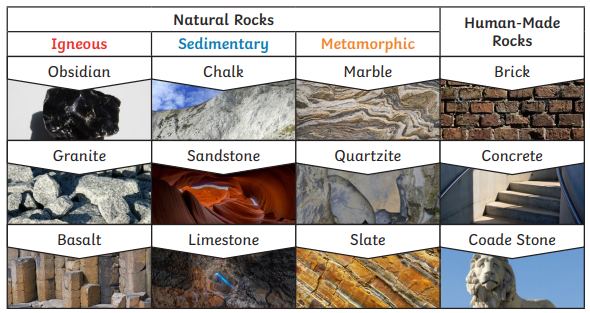 Natural Rocks
Human-Made
Rocks
Igneous
Sedimentary
Metamorphic
Obsidian
Chalk
Marble
Brick
Granite
Sandstone
Quartzite
Concrete
Basalt
Limestone
Slate
Coade Stone